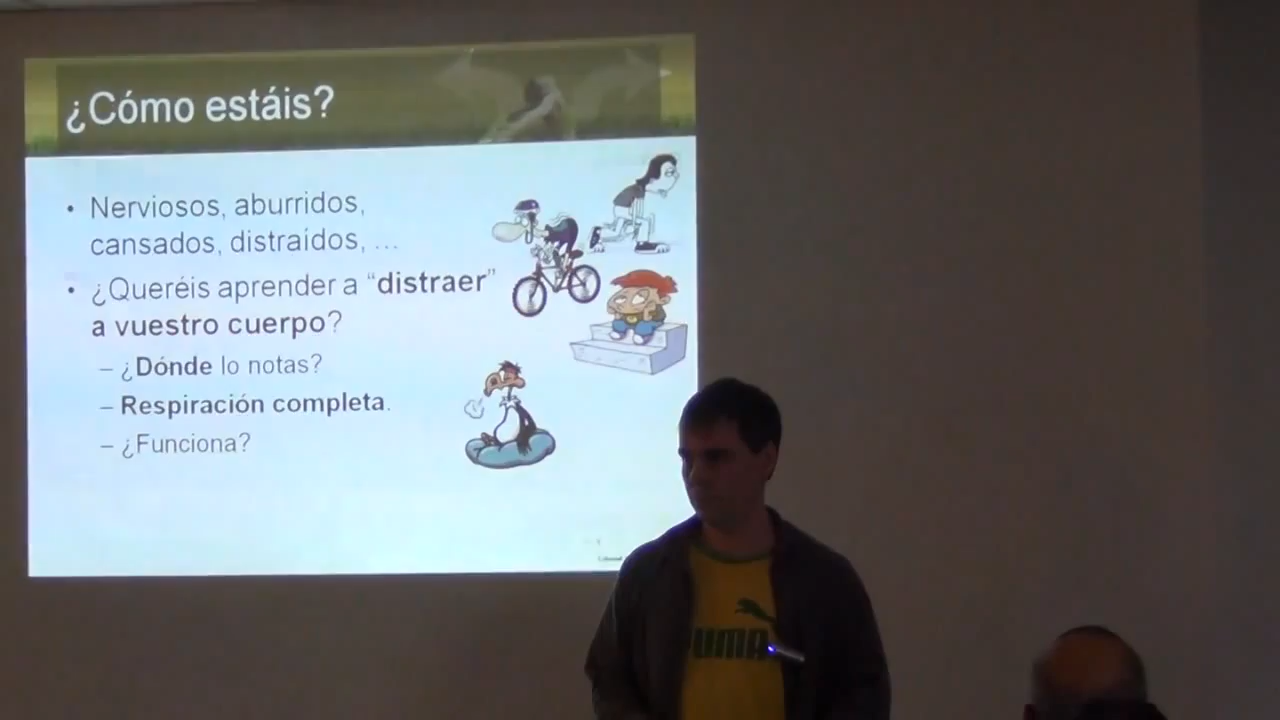 ¿Cómo estáis?
• Nerviosos, aburridos,
cansados, distraídos, ...
• ¿Queréis aprender a “distraer”
a vuestro cuerpo?
– ¿Dónde lo notas?
– Respiración completa.
– ¿Funciona?
PUMA